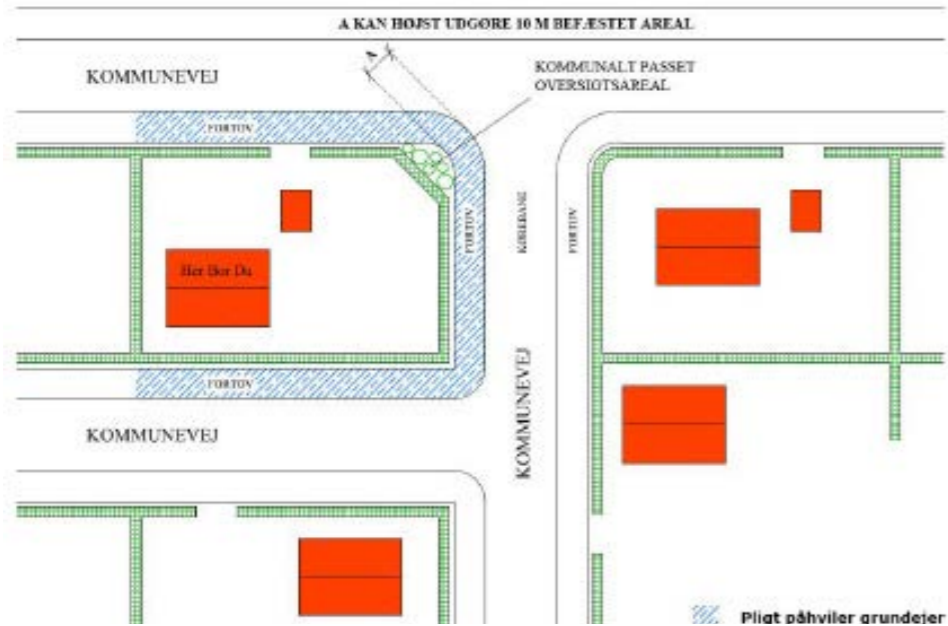 A KAN HØJST UDGØRE 10 M BEFÆSTET AREAL
A
KOMMUNEVEJ
KOMMUNALT PASSET
OVERSIGTSAREAL
FORTOV
FORTOV
KØREBANE
FORTOV
Her Bor Du
FORTOV
KOMMUNEVEJ
KOMMUNEVEJ
Pligt påhviler grundejer